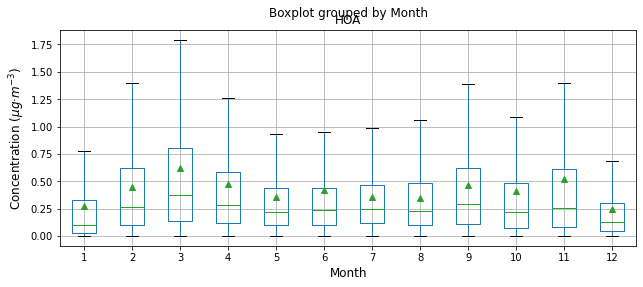 Boxplot grouped by Month
HOA
Concentration (μg·m⁻³)
1.75
1.50
1.25
1.00
0.75
0.50
0.25
0.00
1 2 3 4 5 6 7 8 9 10 11 12
Month